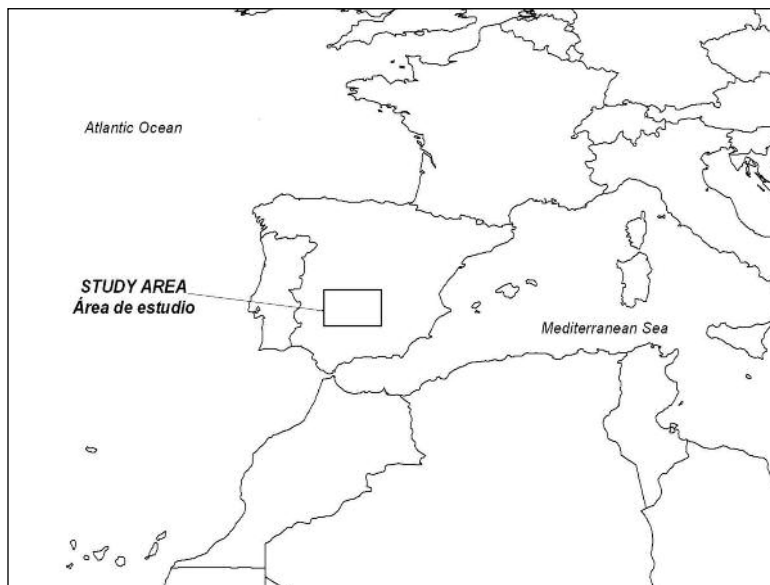 Atlantic Ocean
STUDY AREA
Área de estudio
Mediterranean Sea